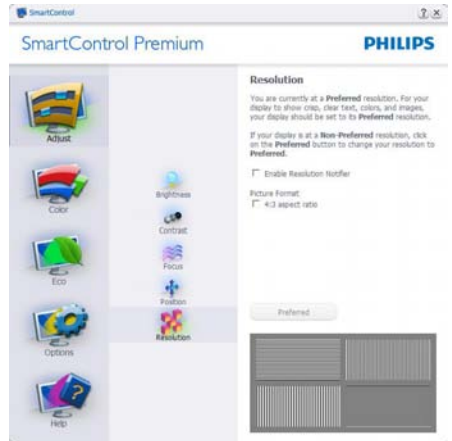 SmartControl
SmartControl Premium
PHILIPS
Adjust
Color
Eco
Options
Help
Brightness
Contrast
Focus
Position
Resolution
Resolution
You are currently at a Preferred resolution. For your
display to show crisp, clear text, colors, and images,
your display should be set to its Preferred resolution.
If your display is at a Non-Preferred resolution, click
on the Preferred button to change your resolution to
Preferred.
Enable Resolution Notifier
Picture Format
4:3 aspect ratio
Preferred